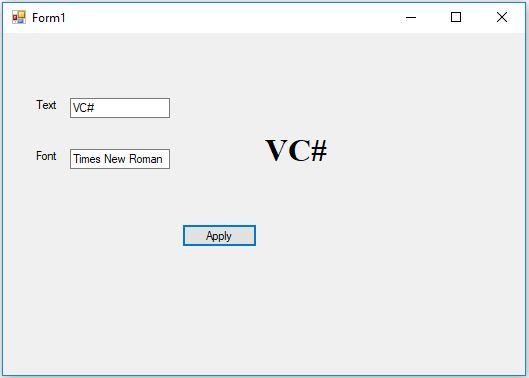 Form1
Text VC#
Font Times New Roman
VC#
Apply